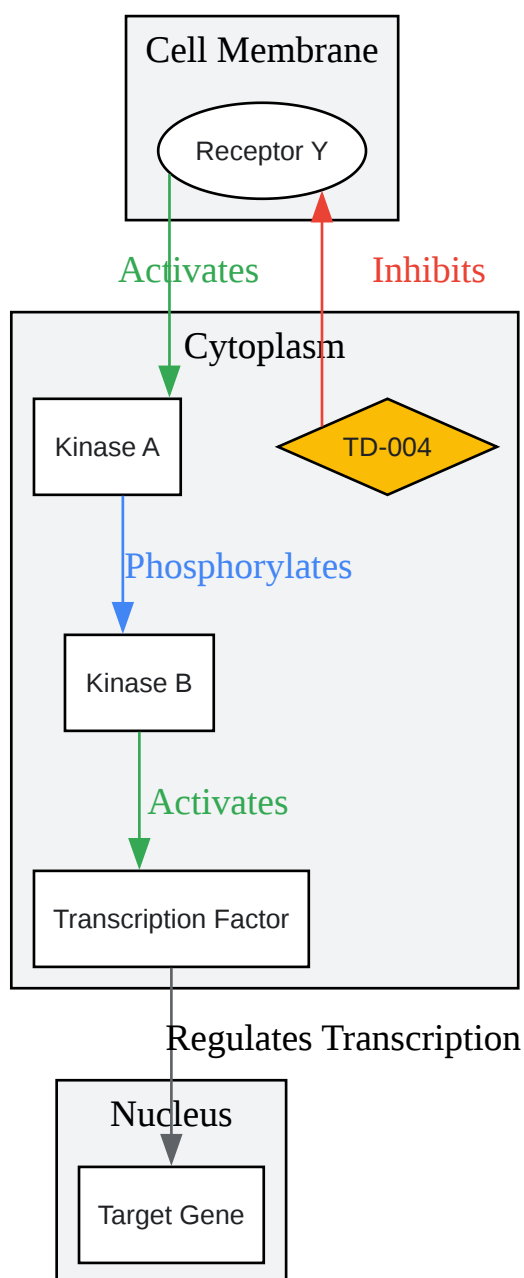 Cell Membrane
Receptor Y
Activates
Inhibits
Cytoplasm
Kinase A
TD-004
Phosphorylates
Kinase B
Activates
Transcription Factor
Regulates Transcription
Nucleus
Target Gene